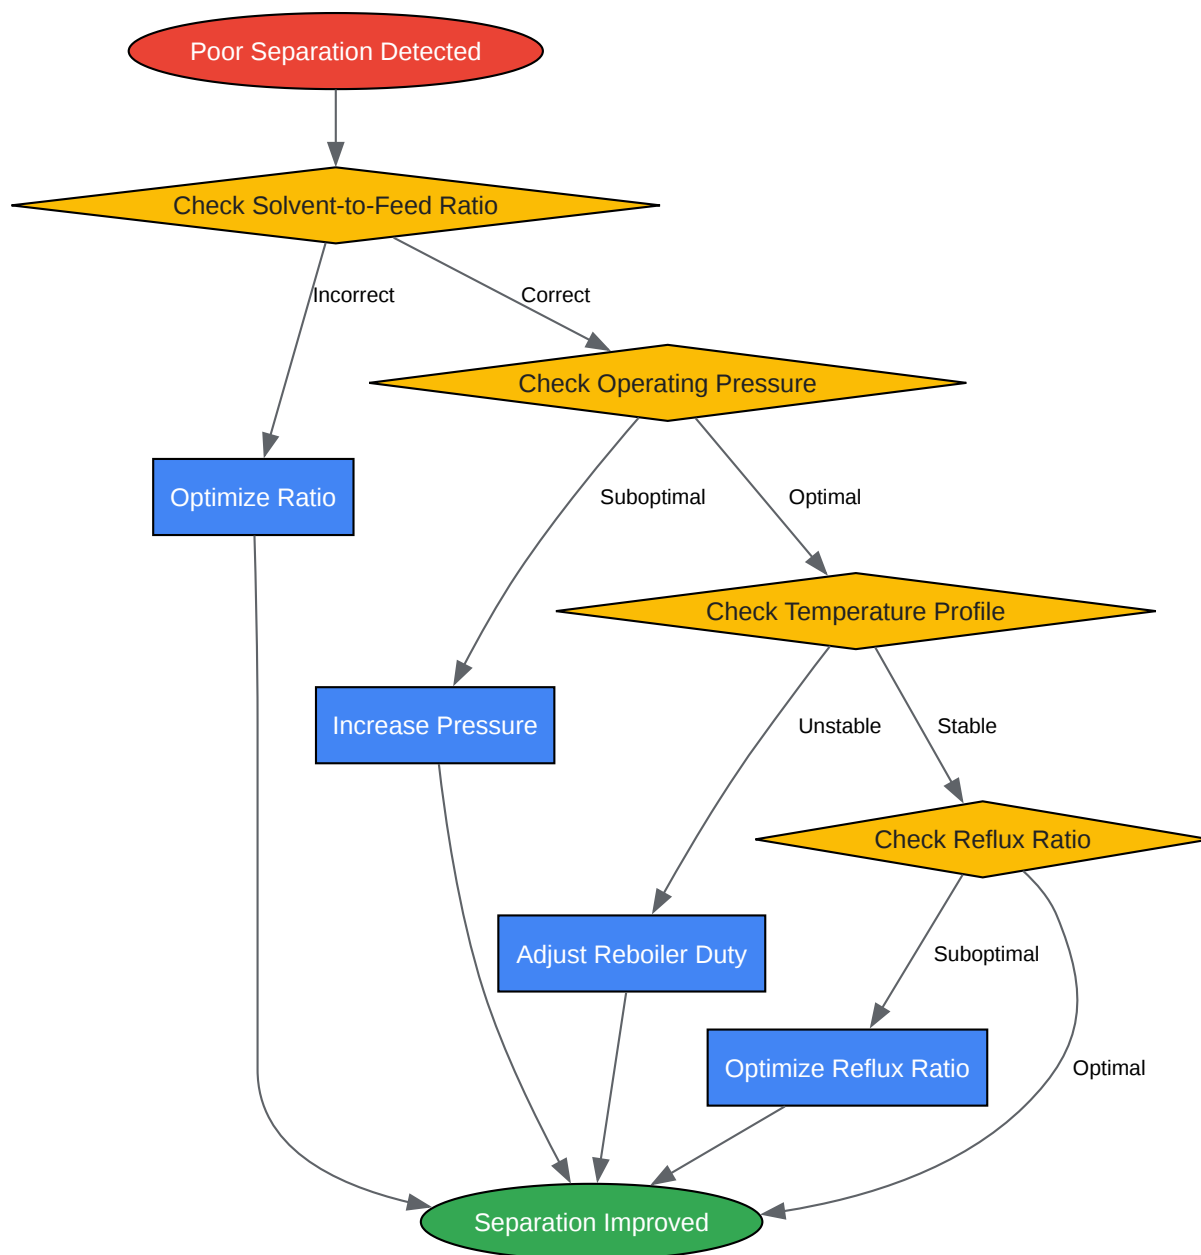 Poor Separation Detected
Check Solvent-to-Feed Ratio
Incorrect
Correct
Check Operating Pressure
Optimize Ratio
Suboptimal
Optimal
Check Temperature Profile
Increase Pressure
Unstable
Stable
Check Reflux Ratio
Adjust Reboiler Duty
Suboptimal
Optimize Reflux Ratio
Optimal
Separation Improved